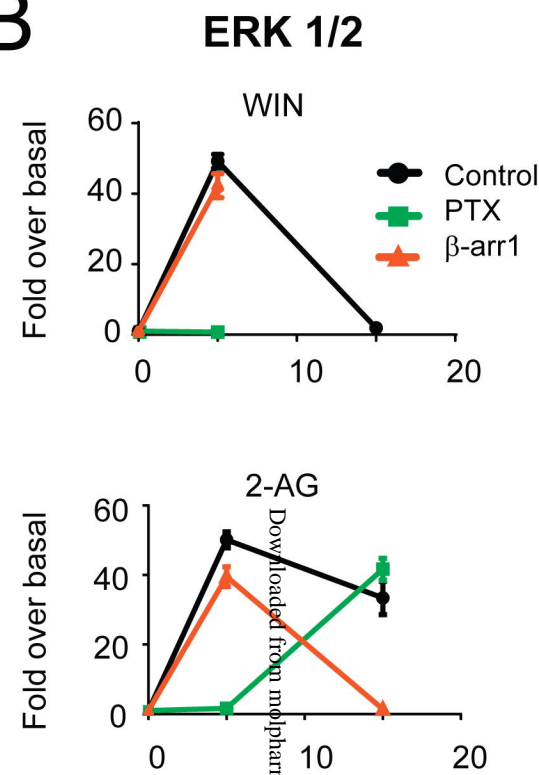 B
ERK 1/2
WIN
Fold over basal
60
40
20
0
0 10 20
Control
PTX
β-arr1
2-AG
Fold over basal
60
40
20
0
0 10 20
Downloaded from molpharm